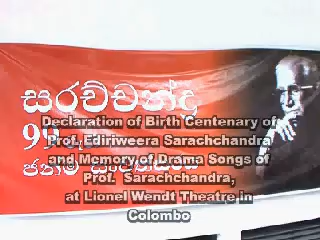 සරච්චන්ද්‍ර
99
Declaration of Birth Centenary of
Prof. Ediriweera Sarachchandra
and Memory of Drama Songs of
Prof. Sarachchandra,
at Lionel Wendt Theatre in
Colombo